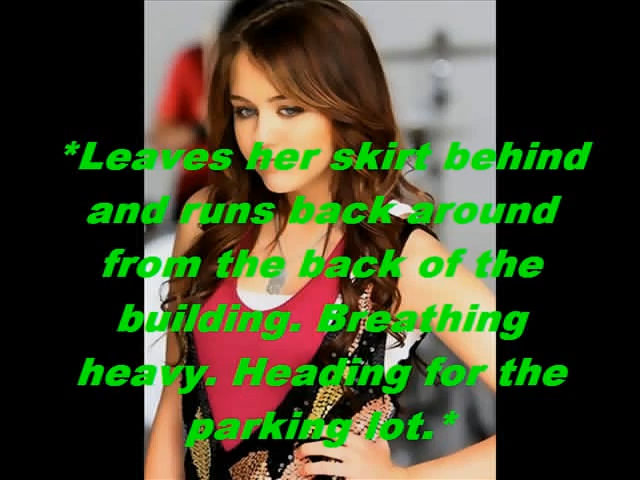 *Leaves her skirt behind
and runs back around
from the back of the
building. Breathing
heavy. Heading for the
parking lot.*